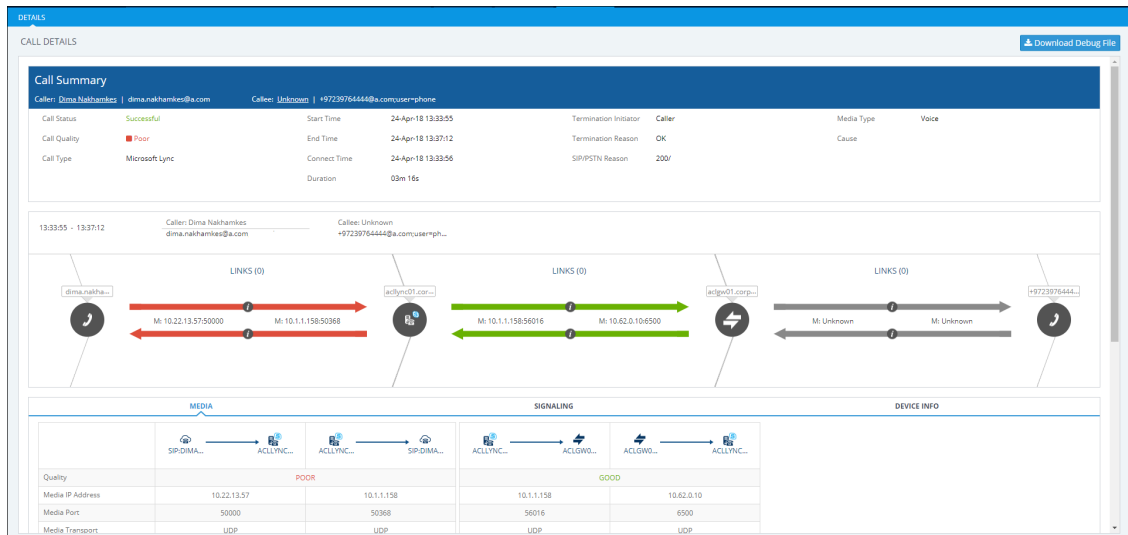 DETAILS
CALL DETAILS
Download Debug File
Call Summary
Caller: Dima Nakhamkes | dima.nakhamkes@a.com Callee: Unknown | +97239764444@a.com;user=phone
Call Status Successful Start Time 24-Apr-18 13:33:55 Termination Initiator Caller Media Type Voice
Call Quality Poor End Time 24-Apr-18 13:37:12 Termination Reason OK Cause
Call Type Microsoft Lync Connect Time 24-Apr-18 13:33:56 SIP/PSTN Reason 200/
Duration 03m 16s
13:33:55 - 13:37:12 Caller: Dima Nakhamkes Callee: Unknown
dima.nakhamkes@a.com +97239764444@a.com;user=ph...
LINKS (0) LINKS (0) LINKS (0)
dima.nakha... acllync01.cor... aclgw01.corp... +9723976444...
M: 10.22.13.57:50000 M: 10.1.1.158:50368 M: 10.1.1.158:56016 M: 10.62.0.10:6500 M: Unknown M: Unknown
MEDIA SIGNALING DEVICE INFO
SIP:DIMA... ACLLYNC... ACLLYNC... SIP:DIMA... ACLLYNC... ACLGW0... ACLGW0... ACLLYNC...
Quality POOR GOOD
Media IP Address 10.22.13.57 10.1.1.158 10.1.1.158 10.62.0.10
Media Port 50000 50368 56016 6500
Media Transport UDP UDP UDP UDP